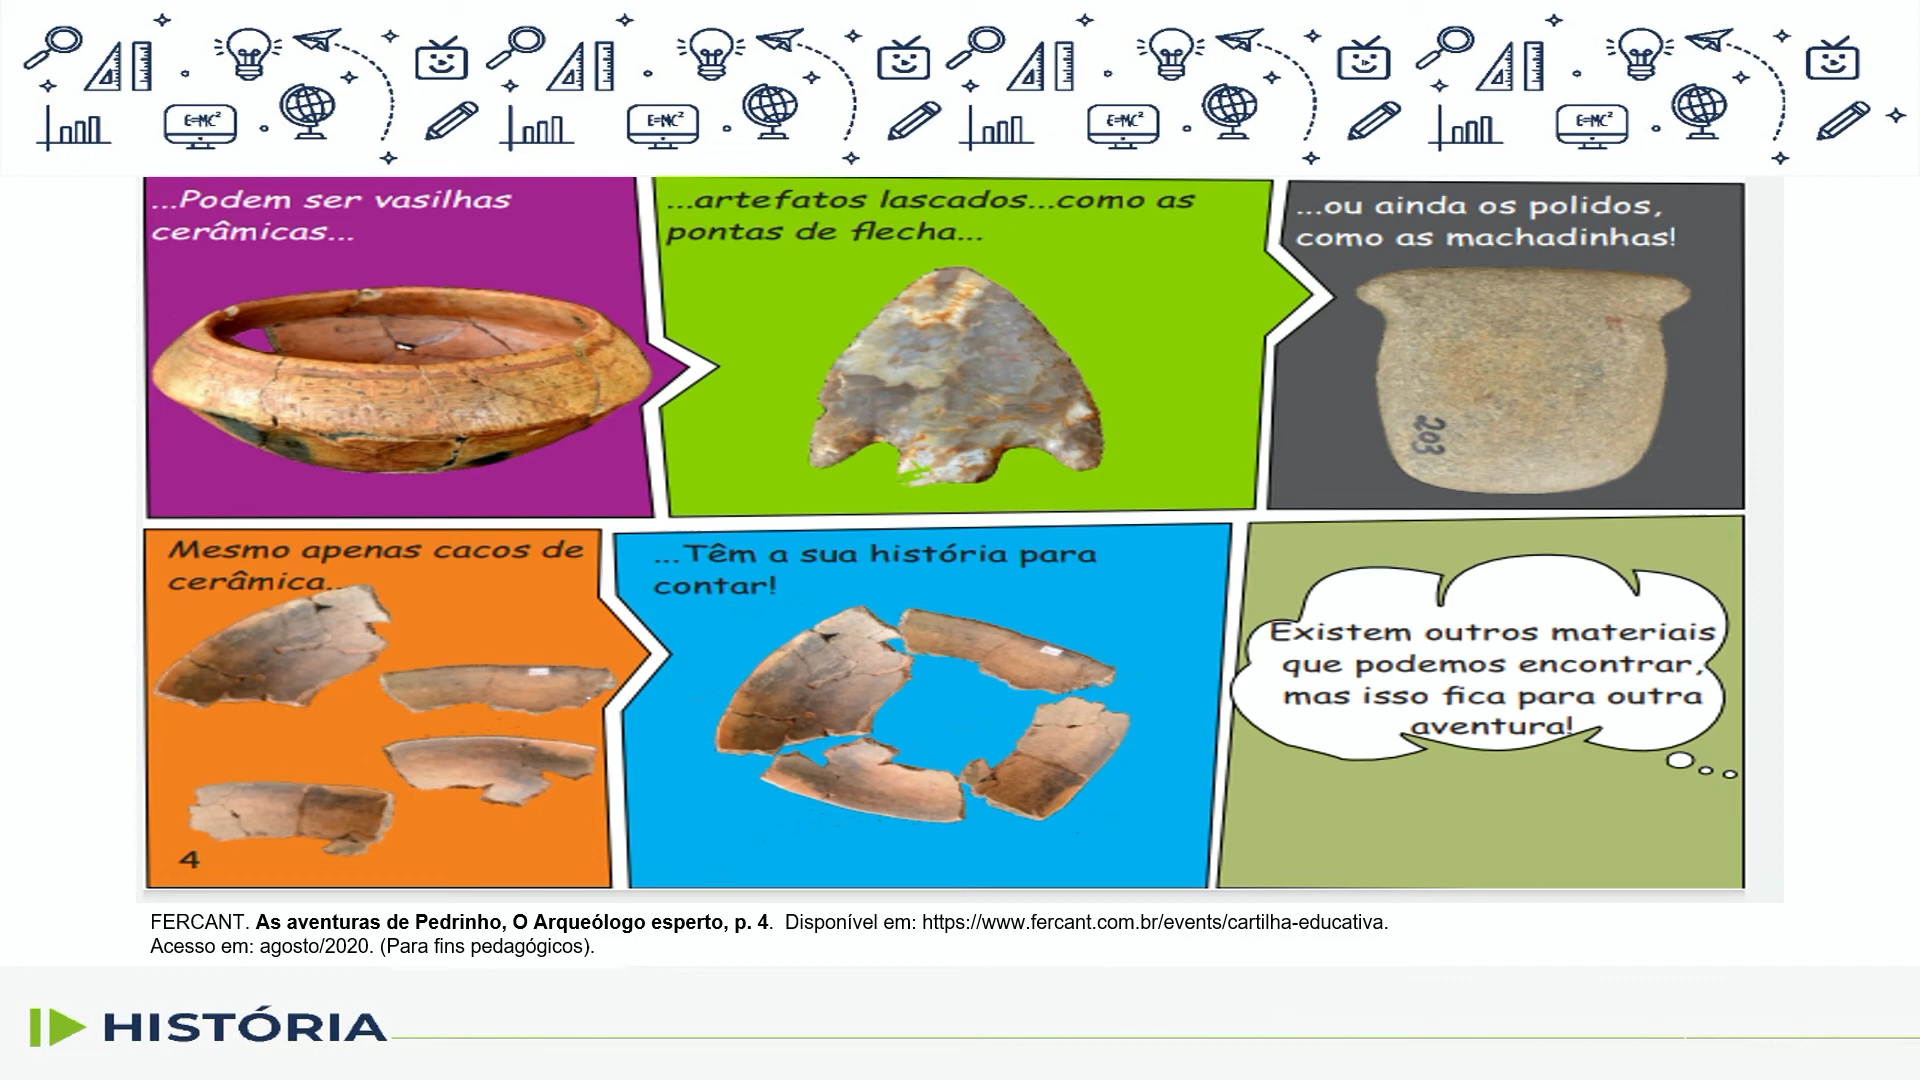 E=MC²
E=MC²
E=MC²
E=MC²
...Podem ser vasilhas
cerâmicas...
...artefatos lascados...como as
pontas de flecha...
...ou ainda os polidos,
como as machadinhas!
203
Mesmo apenas cacos de
cerâmica...
4
...Têm a sua história para
contar!
Existem outros materiais
que podemos encontrar,
mas isso fica para outra
aventura!
FERCANT. As aventuras de Pedrinho, O Arqueólogo esperto, p. 4. Disponível em: https://www.fercant.com.br/events/cartilha-educativa.
Acesso em: agosto/2020. (Para fins pedagógicos).
HISTÓRIA